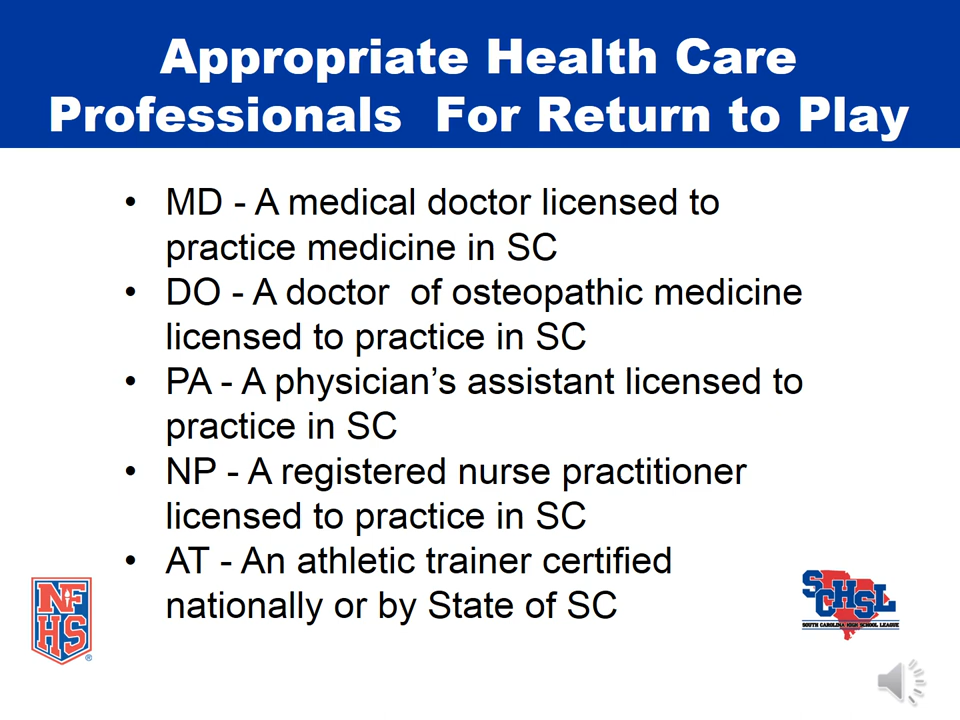 Appropriate Health Care
Professionals For Return to Play
• MD - A medical doctor licensed to
practice medicine in SC
• DO - A doctor of osteopathic medicine
licensed to practice in SC
• PA - A physician’s assistant licensed to
practice in SC
• NP - A registered nurse practitioner
licensed to practice in SC
• AT - An athletic trainer certified
nationally or by State of SC
NF
HS
®
SCHSL
SOUTH CAROLINA HIGH SCHOOL LEAGUE